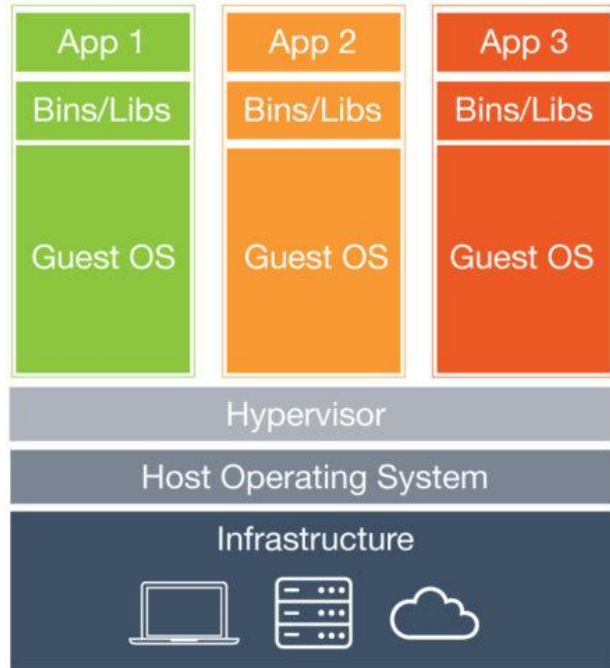 App 1
App 2
App 3
Bins/Libs
Bins/Libs
Bins/Libs
Guest OS
Guest OS
Guest OS
Hypervisor
Host Operating System
Infrastructure